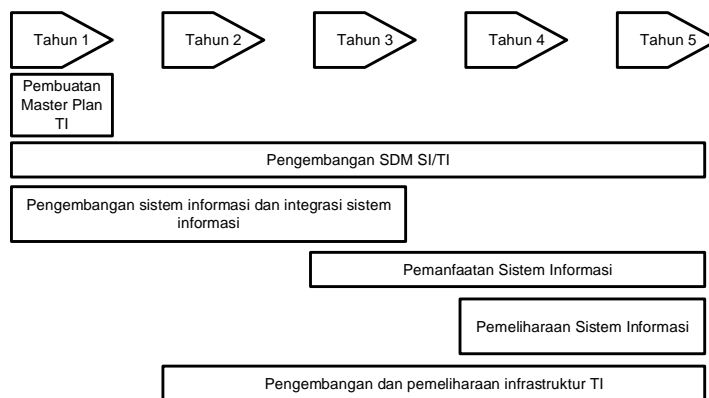 Tahun 1
Tahun 2
Tahun 3
Tahun 4
Tahun 5
Pembuatan
Master Plan
TI
Pengembangan SDM SI/TI
Pengembangan sistem informasi dan integrasi sistem
informasi
Pemanfaatan Sistem Informasi
Pemeliharaan Sistem Informasi
Pengembangan dan pemeliharaan infrastruktur TI